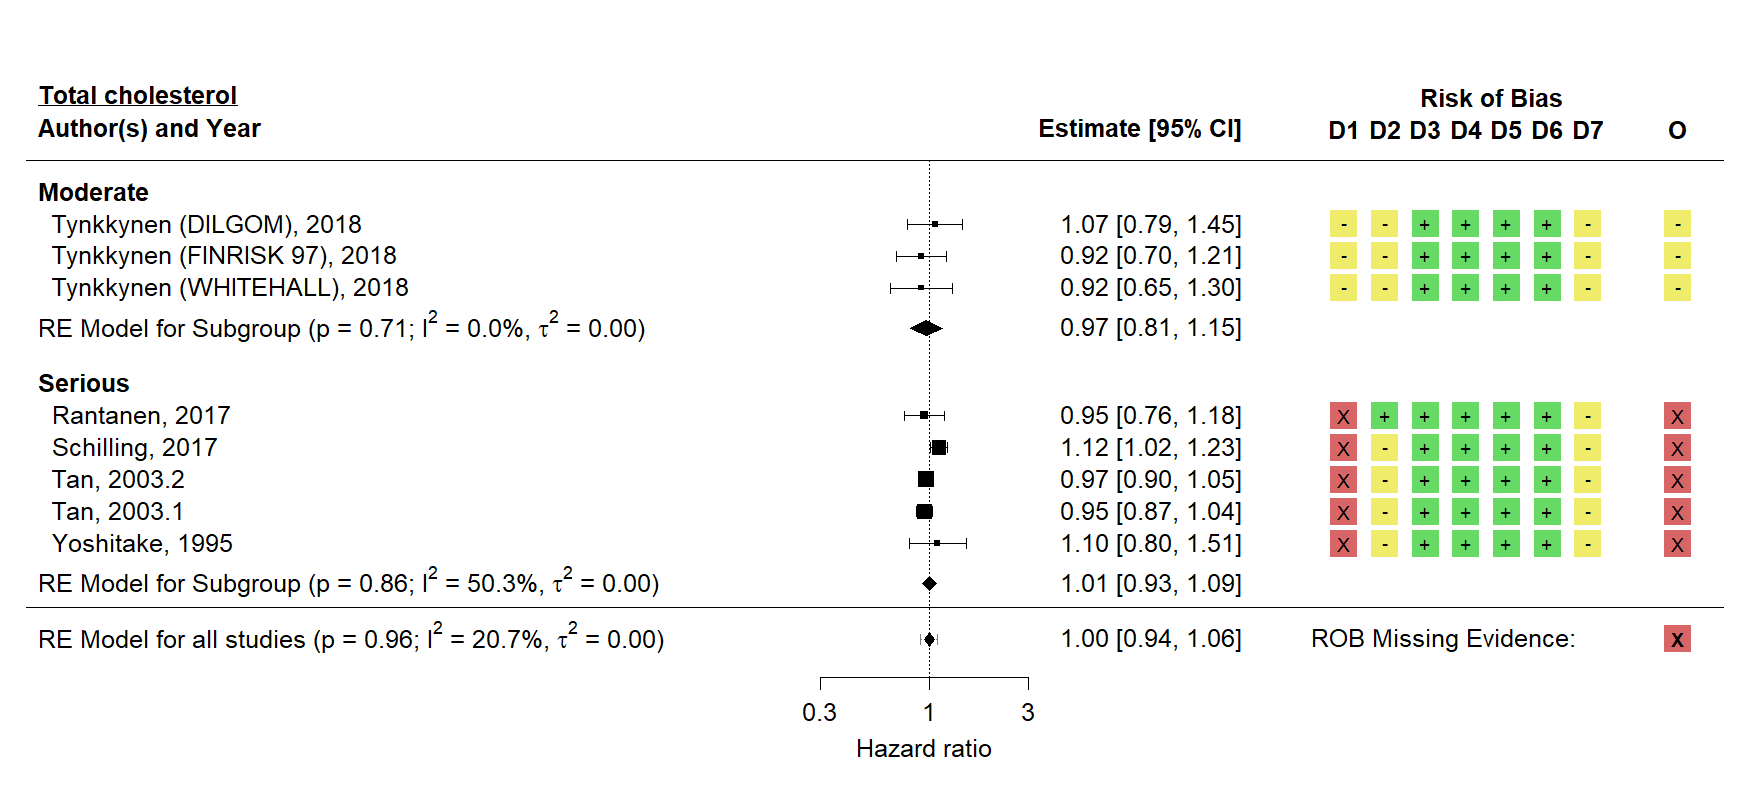 Total cholesterol
Risk of Bias
Author(s) and Year Estimate [95% CI] D1 D2 D3 D4 D5 D6 D7 O
Moderate
Tynkkynen (DILGOM), 2018 1.07 [0.79, 1.45] - - + + + + - -
Tynkkynen (FINRISK 97), 2018 0.92 [0.70, 1.21] - - + + + + - -
Tynkkynen (WHITEHALL), 2018 0.92 [0.65, 1.30] - - + + + + - -
RE Model for Subgroup (p = 0.71; I² = 0.0%, τ² = 0.00) 0.97 [0.81, 1.15]
Serious
Rantanen, 2017 0.95 [0.76, 1.18] X + + + + + - X
Schilling, 2017 1.12 [1.02, 1.23] X - + + + + - X
Tan, 2003.2 0.97 [0.90, 1.05] X - + + + + - X
Tan, 2003.1 0.95 [0.87, 1.04] X - + + + + - X
Yoshitake, 1995 1.10 [0.80, 1.51] X - + + + + - X
RE Model for Subgroup (p = 0.86; I² = 50.3%, τ² = 0.00) 1.01 [0.93, 1.09]
RE Model for all studies (p = 0.96; I² = 20.7%, τ² = 0.00) 1.00 [0.94, 1.06] ROB Missing Evidence: X
0.3 1 3
Hazard ratio